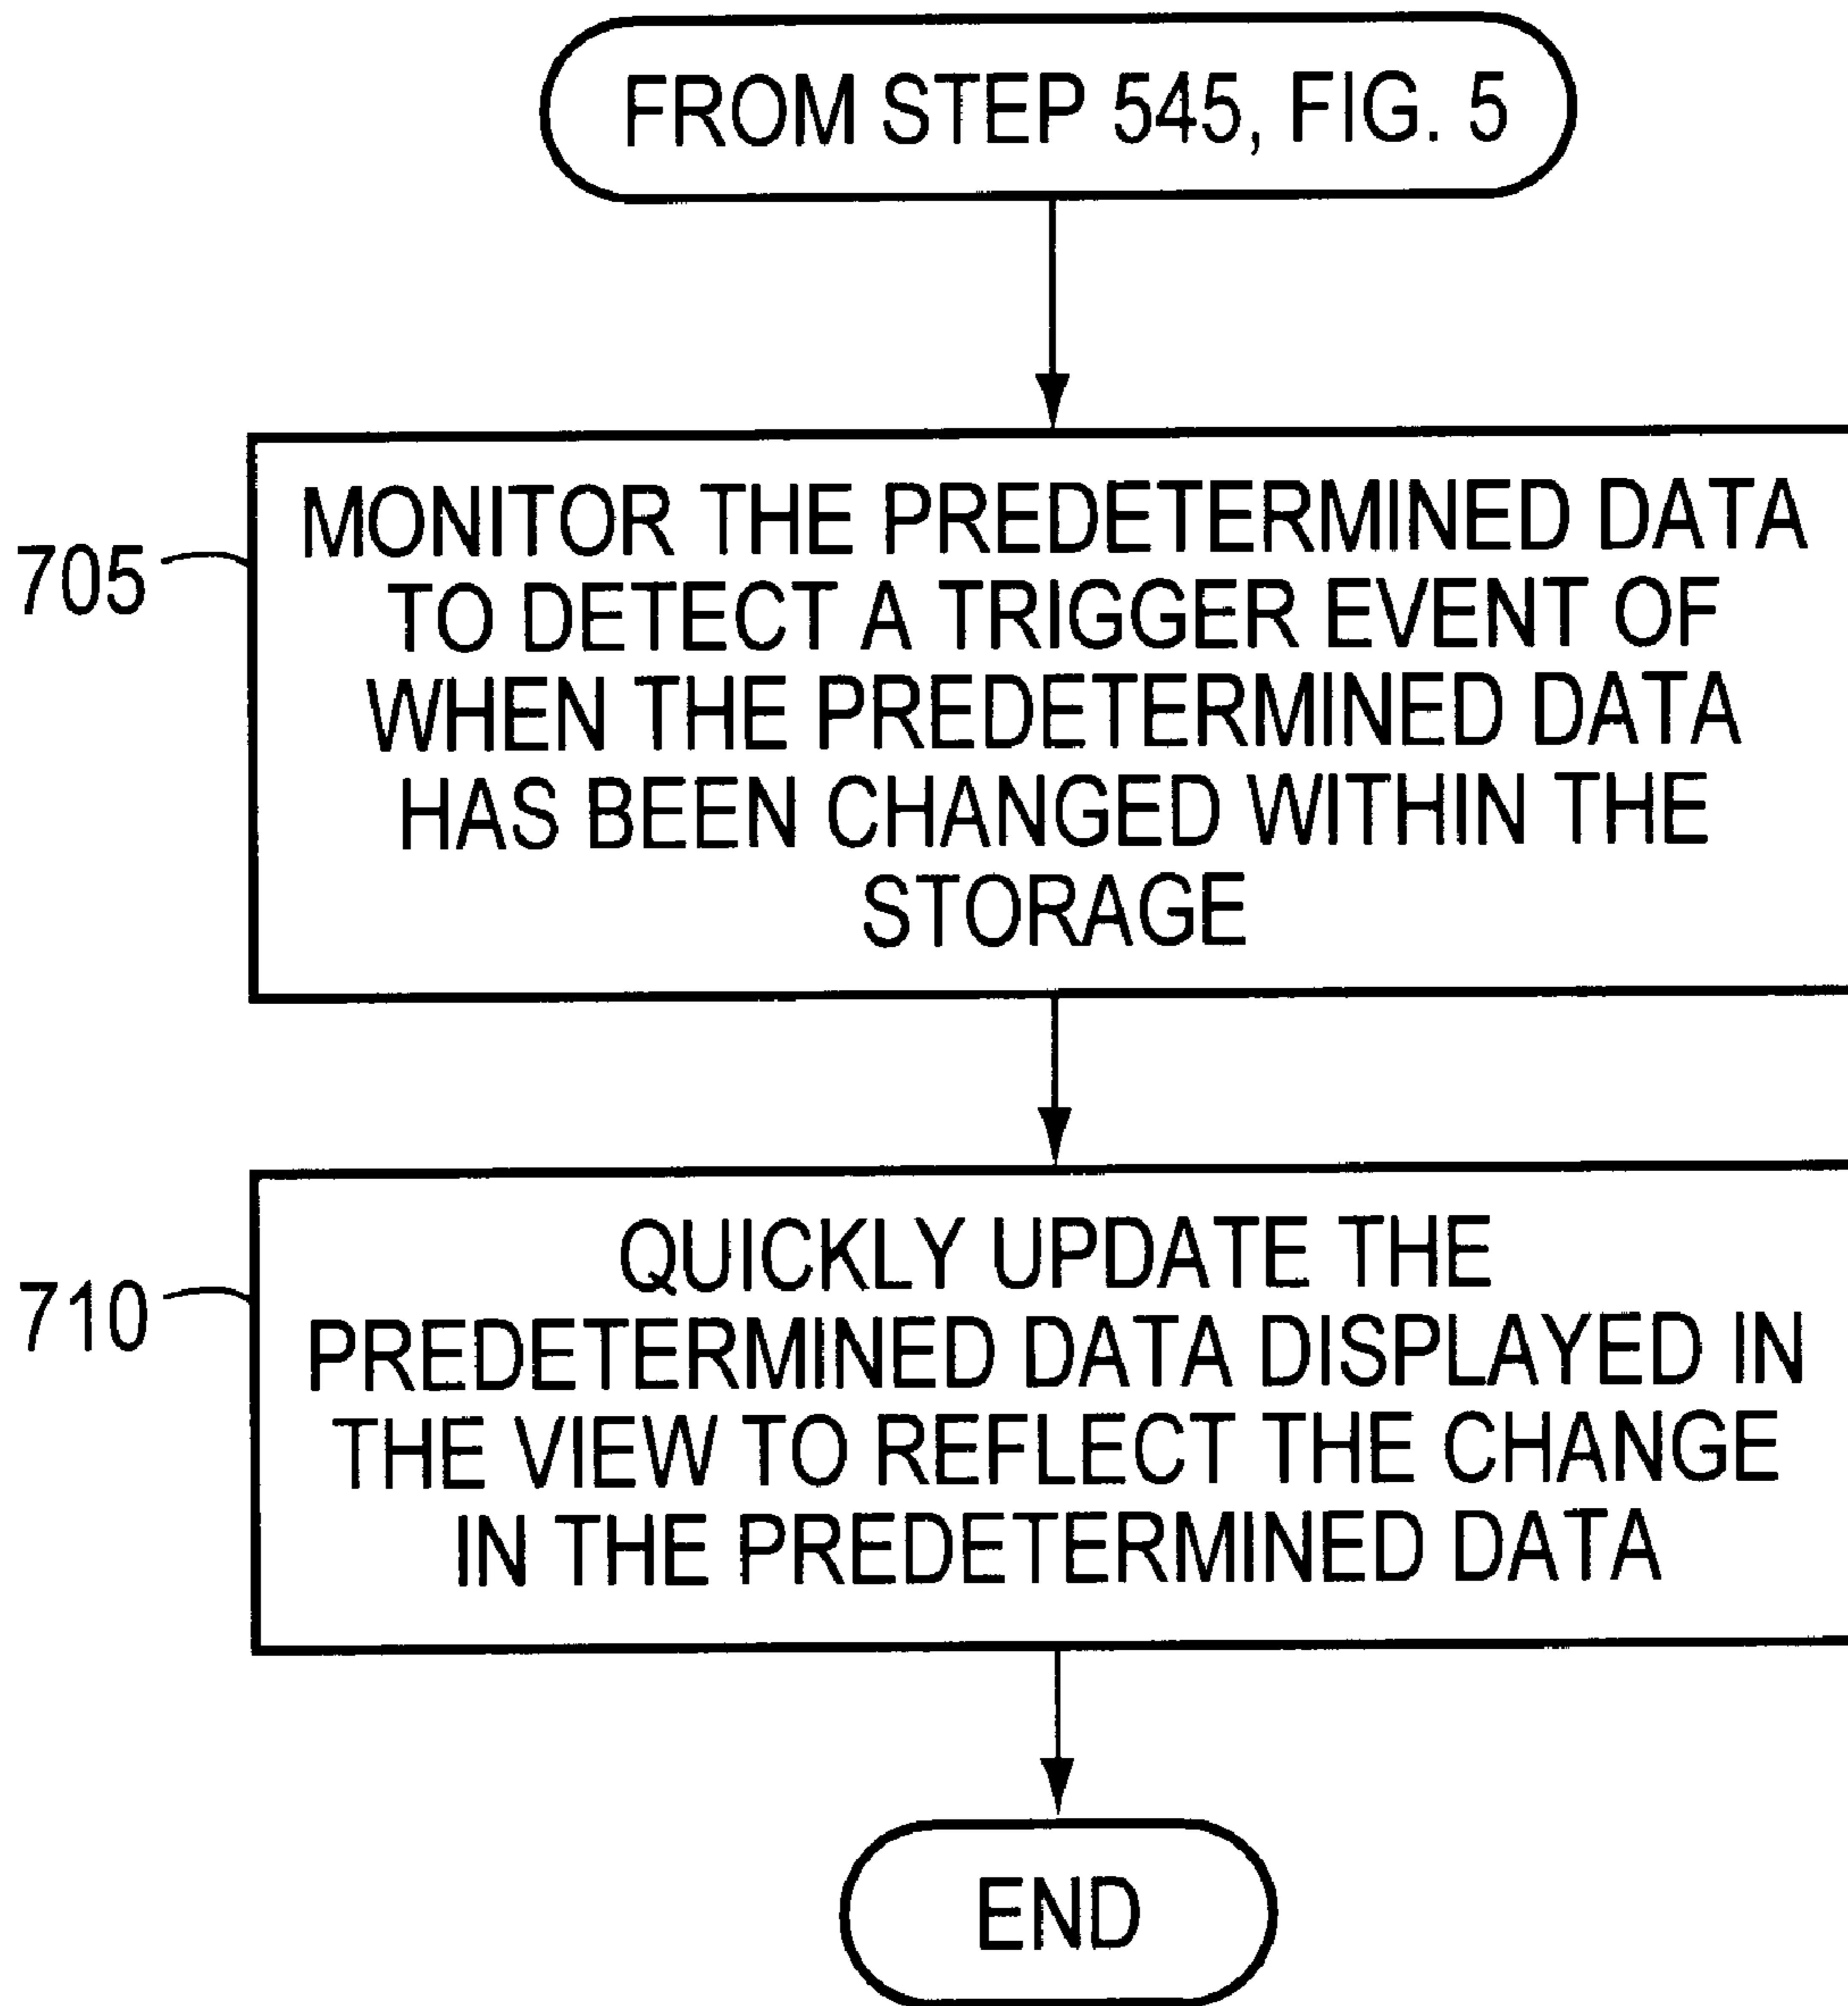 FROM STEP 545, FIG. 5
705
MONITOR THE PREDETERMINED DATA
TO DETECT A TRIGGER EVENT OF
WHEN THE PREDETERMINED DATA
HAS BEEN CHANGED WITHIN THE
STORAGE
710
QUICKLY UPDATE THE
PREDETERMINED DATA DISPLAYED IN
THE VIEW TO REFLECT THE CHANGE
IN THE PREDETERMINED DATA
END